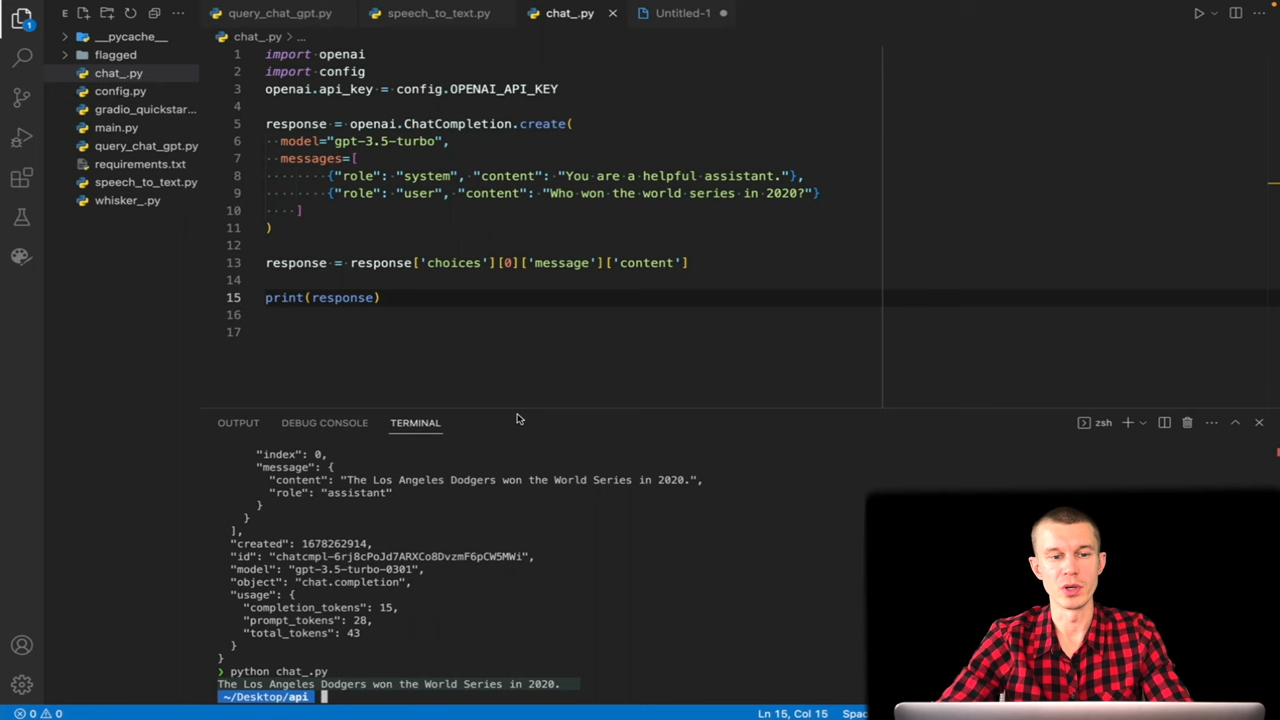 E
query_chat_gpt.py
speech_to_text.py
chat_.py
Untitled-1
__pycache__
flagged
chat_.py
config.py
gradio_quickstar...
main.py
query_chat_gpt.py
requirements.txt
speech_to_text.py
whisker_.py
1
chat_.py > ...
1 import openai
2 import config
3 openai.api_key = config.OPENAI_API_KEY
4
5 response = openai.ChatCompletion.create(
6 model="gpt-3.5-turbo",
7 messages=[
8 {"role": "system", "content": "You are a helpful assistant."},
9 {"role": "user", "content": "Who won the world series in 2020?"}
10 ]
11 )
12
13 response = response['choices'][0]['message']['content']
14
15 print(response)
16
17
OUTPUT DEBUG CONSOLE TERMINAL
zsh
"index": 0,
"message": {
"content": "The Los Angeles Dodgers won the World Series in 2020.",
"role": "assistant"
}
}
],
"created": 1678262914,
"id": "chatcmpl-6rj8cPoJd7ARXCo8DvzmF6pCW5MWi",
"model": "gpt-3.5-turbo-0301",
"object": "chat.completion",
"usage": {
"completion_tokens": 15,
"prompt_tokens": 28,
"total_tokens": 43
}
}
❯ python chat_.py
The Los Angeles Dodgers won the World Series in 2020.
~/Desktop/api
0 0
Ln 15, Col 15 Spac